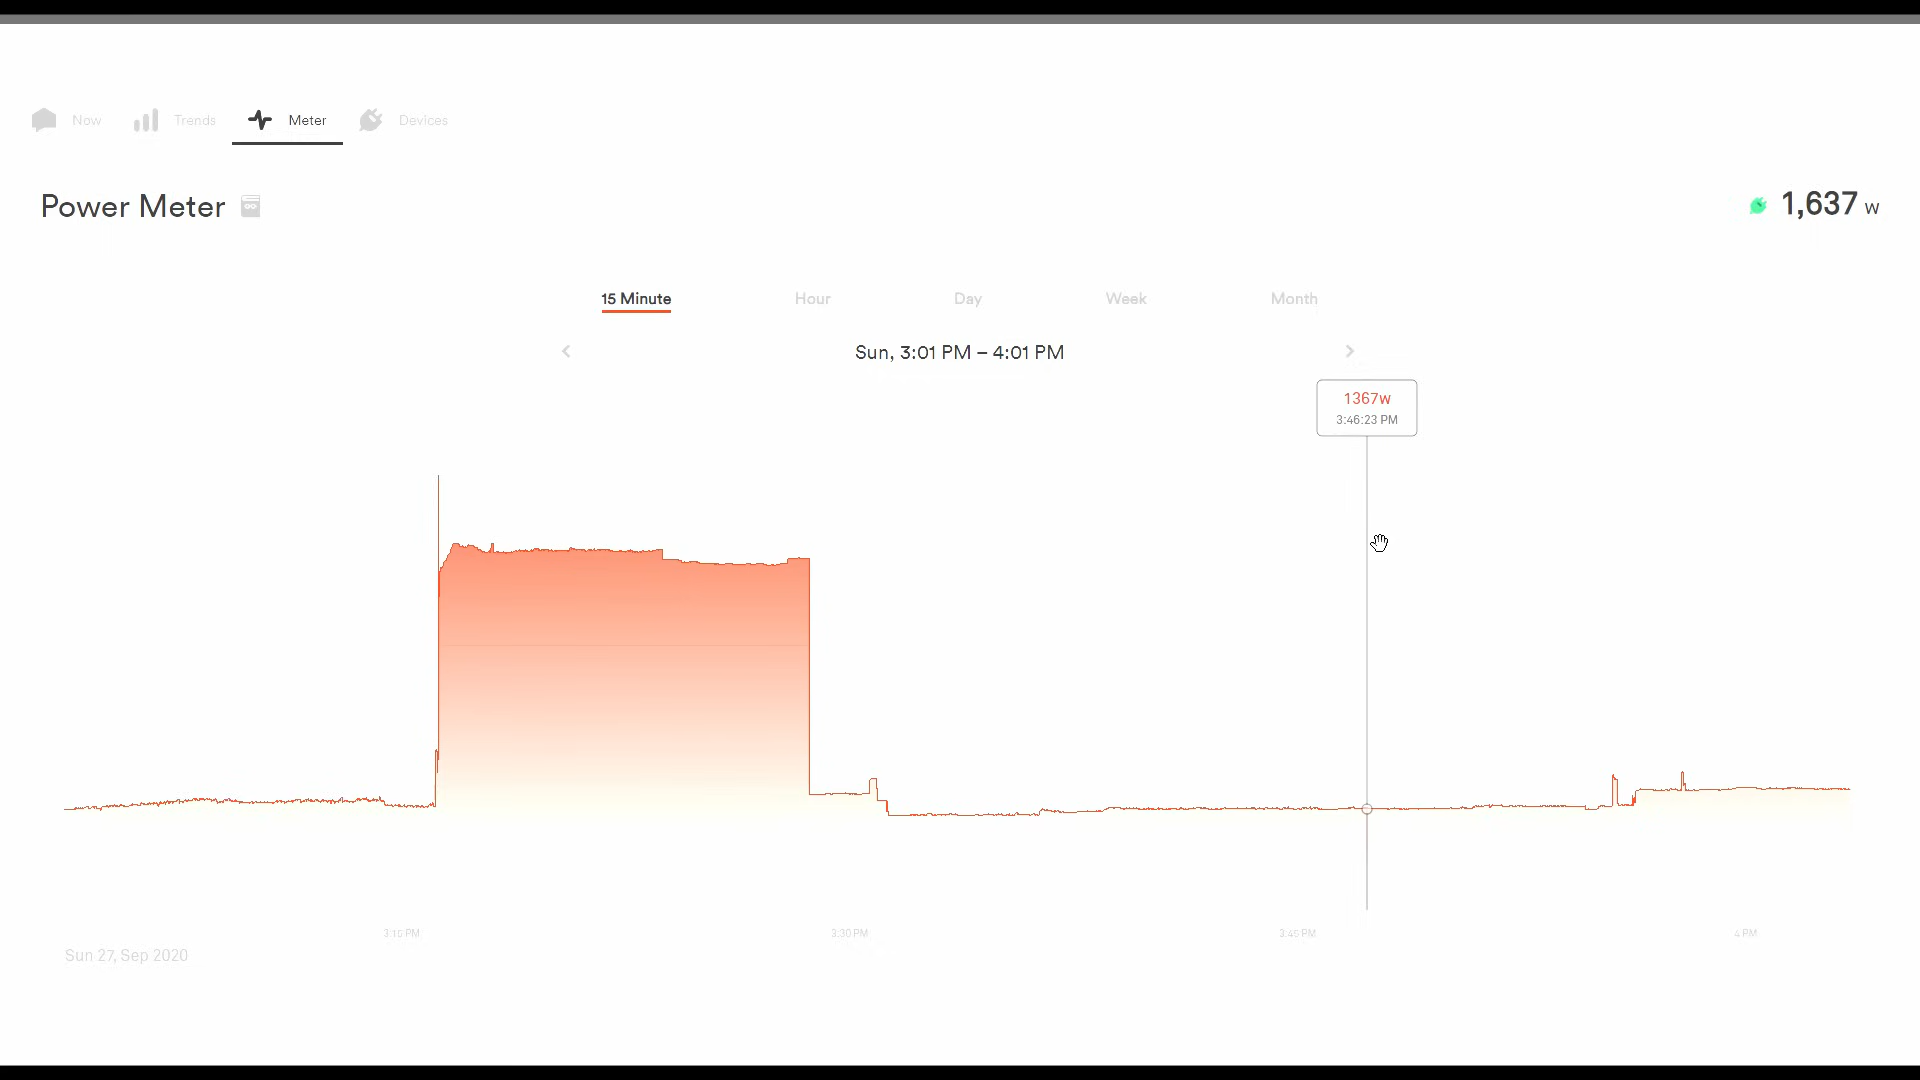 Now Trends Meter Devices
Power Meter
1,637 w
15 Minute Hour Day Week Month
Sun, 3:01 PM – 4:01 PM
1367w
3:46:23 PM
3:15 PM 3:30 PM 3:45 PM 4 PM
Sun 27, Sep 2020